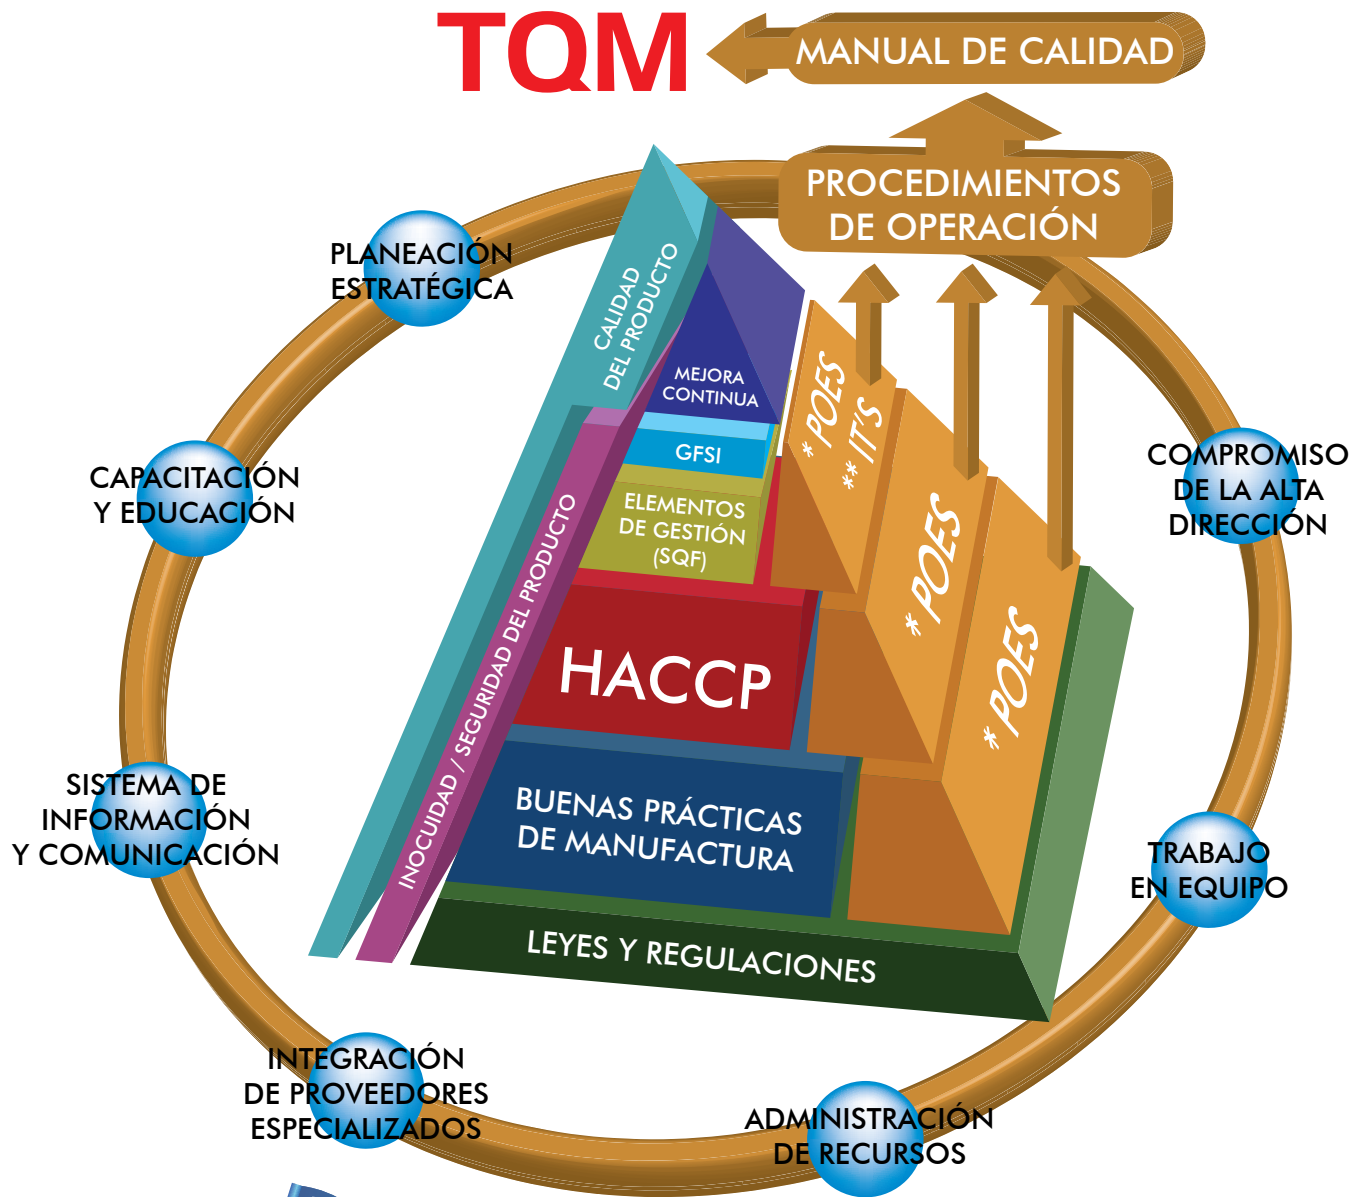 TQM
MANUAL DE CALIDAD
PROCEDIMIENTOS
DE OPERACIÓN
PLANEACIÓN
ESTRATÉGICA
CAPACITACIÓN
Y EDUCACIÓN
SISTEMA DE
INFORMACIÓN
Y COMUNICACIÓN
INTEGRACIÓN
DE PROVEEDORES
ESPECIALIZADOS
ADMINISTRACIÓN
DE RECURSOS
TRABAJO
EN EQUIPO
COMPROMISO
DE LA ALTA
DIRECCIÓN
CALIDAD
DEL PRODUCTO
INOCUIDAD / SEGURIDAD DEL PRODUCTO
MEJORA
CONTINUA
GFSI
ELEMENTOS
DE GESTIÓN
(SQF)
HACCP
BUENAS PRÁCTICAS
DE MANUFACTURA
LEYES Y REGULACIONES
* POES
** IT'S
* POES
* POES